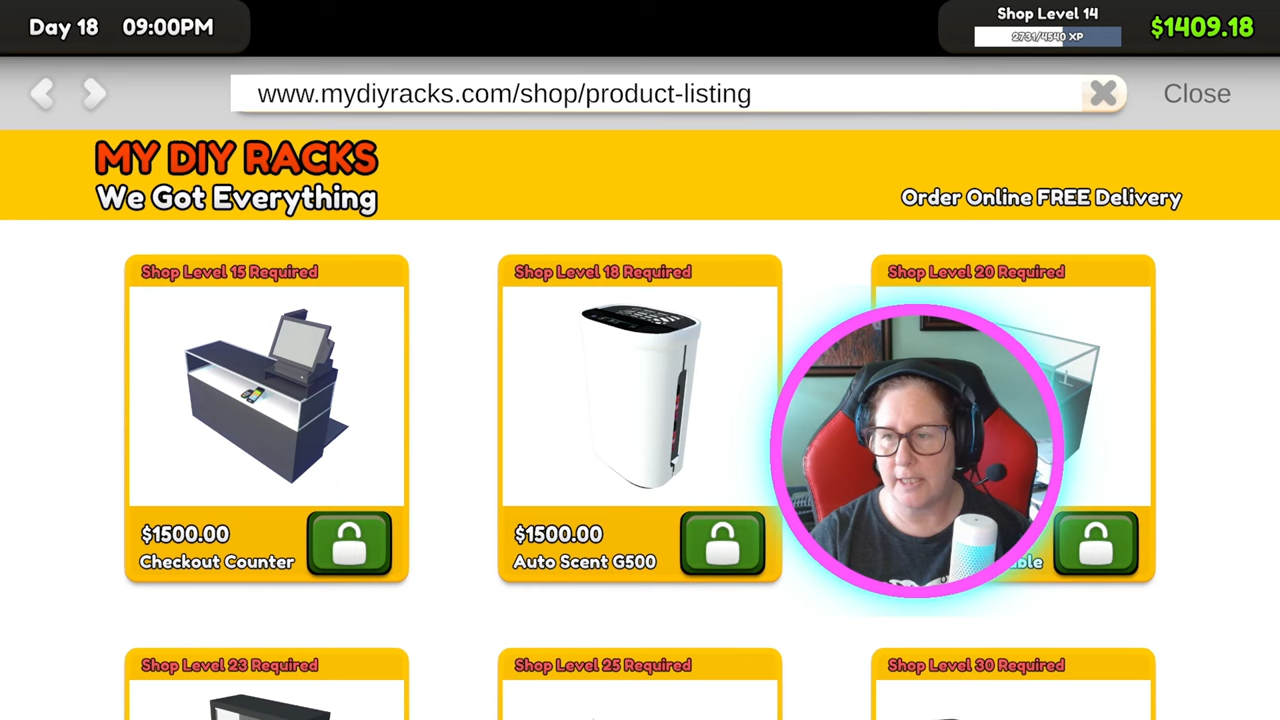 Day 18 09:00PM
Shop Level 14
2731/4540 XP
$1409.18
www.mydiyracks.com/shop/product-listing
Close
MY DIY RACKS
We Got Everything
Order Online FREE Delivery
Shop Level 15 Required
Shop Level 18 Required
Shop Level 20 Required
$1500.00
Checkout Counter
$1500.00
Auto Scent G500
Shop Level 23 Required
Shop Level 25 Required
Shop Level 30 Required